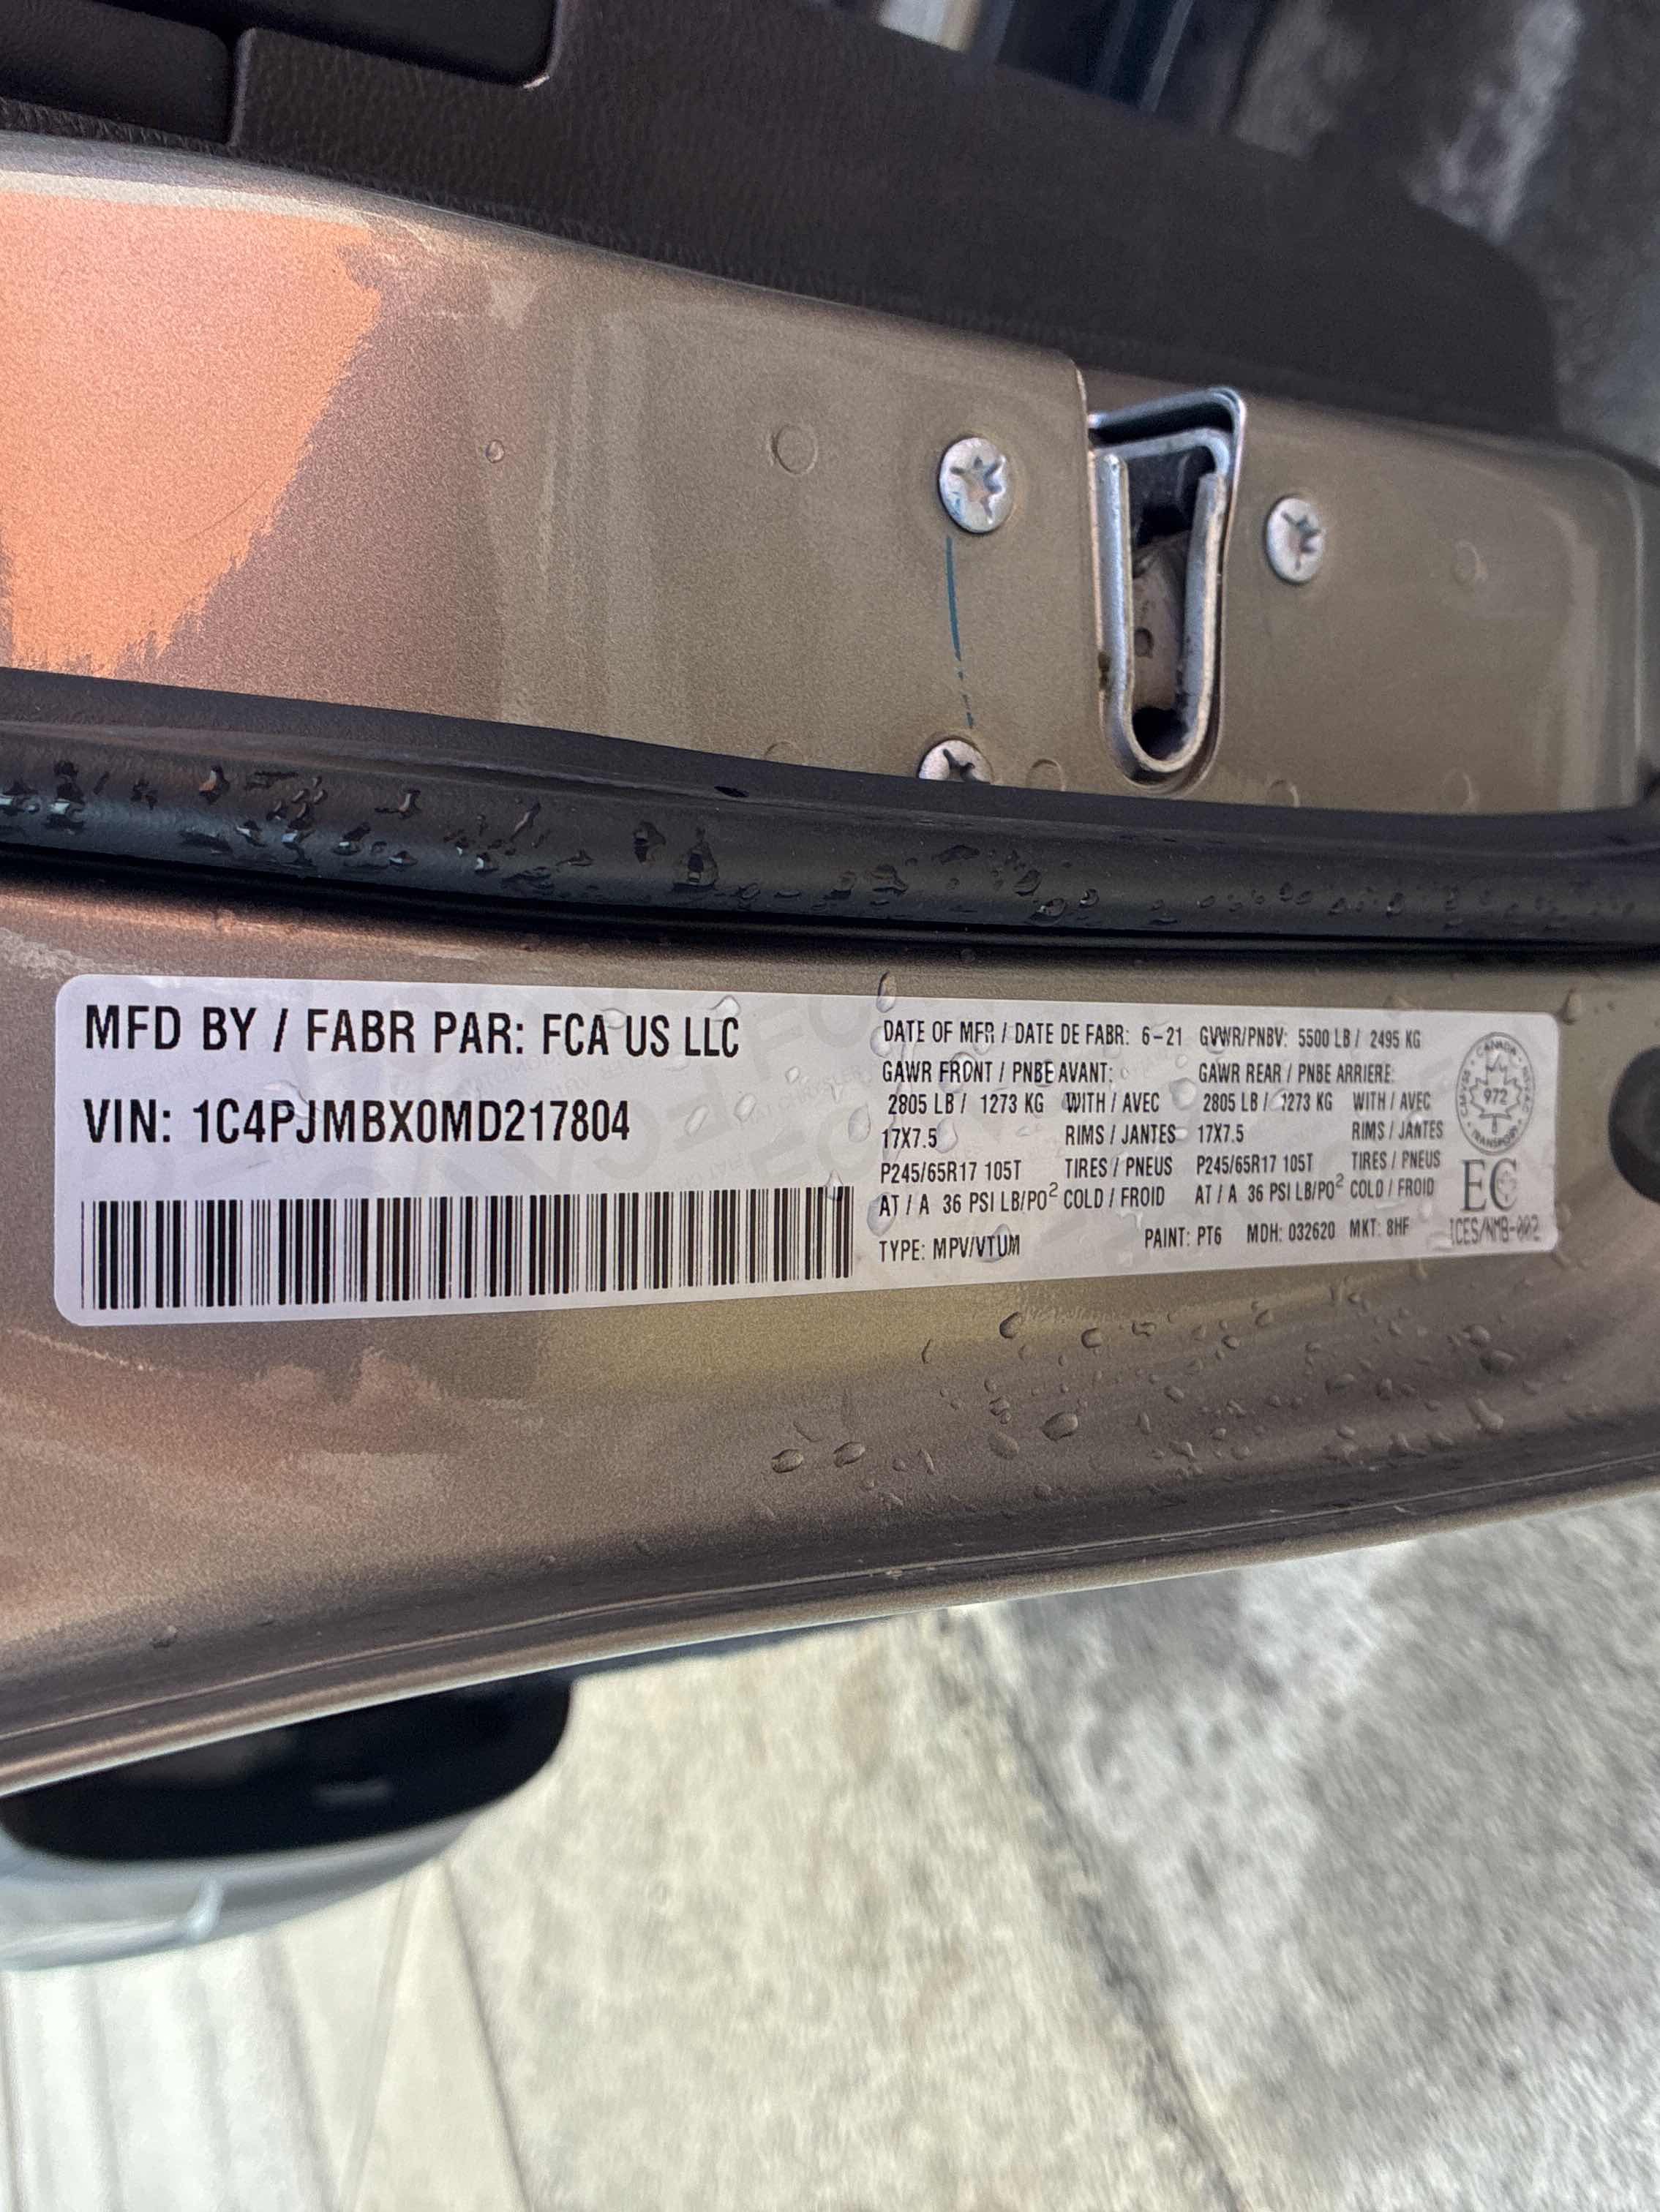 MFD BY / FABR PAR: FCA US LLC
VIN: 1C4PJMBX0MD217804
DATE OF MFR / DATE DE FABR: 6-21 GVWR/PNBV: 5500 LB / 2495 KG
GAWR FRONT / PNBE AVANT: GAWR REAR / PNBE ARRIERE:
2805 LB / 1273 KG WITH / AVEC 2805 LB / 1273 KG WITH / AVEC
17X7.5 RIMS / JANTES 17X7.5 RIMS / JANTES
P245/65R17 105T TIRES / PNEUS P245/65R17 105T TIRES / PNEUS
AT / A 36 PSI LB/PO² COLD / FROID AT / A 36 PSI LB/PO² COLD / FROID
TYPE: MPV/VTUM PAINT: PT6 MDH: 032620 MKT: 8HF
CANADA
972
TRANSPORT
EC
ICES/NMB-002